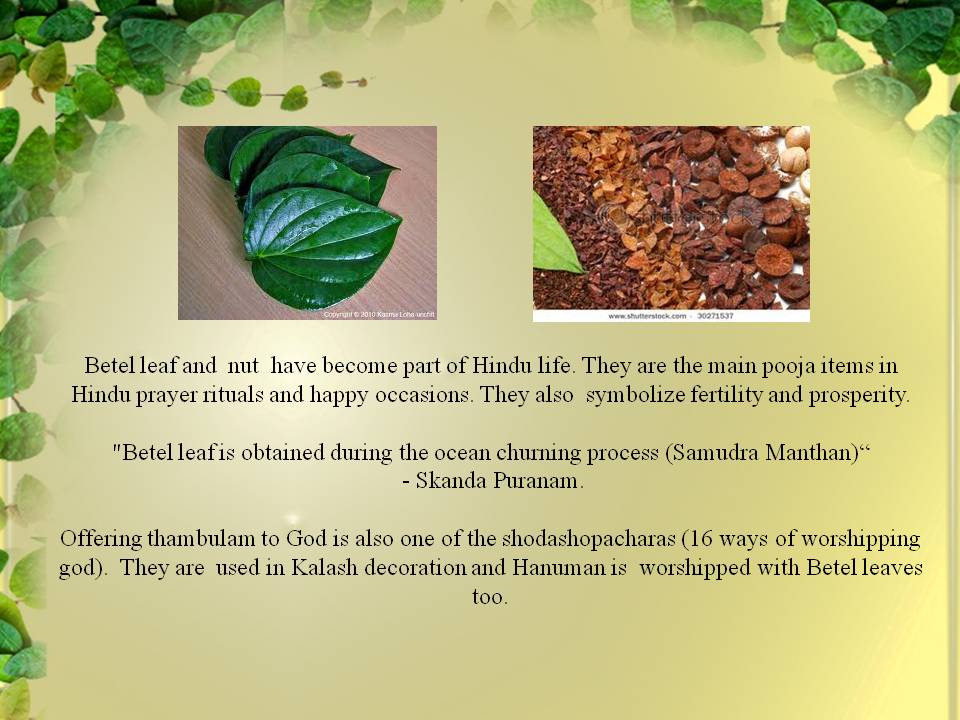 Copyright © 2010
www.shutterstock.com · 30271537
Betel leaf and nut have become part of Hindu life. They are the main pooja items in
Hindu prayer rituals and happy occasions. They also symbolize fertility and prosperity.
"Betel leaf is obtained during the ocean churning process (Samudra Manthan)“
- Skanda Puranam.
Offering thambulam to God is also one of the shodashopacharas (16 ways of worshipping
god). They are used in Kalash decoration and Hanuman is worshipped with Betel leaves
too.